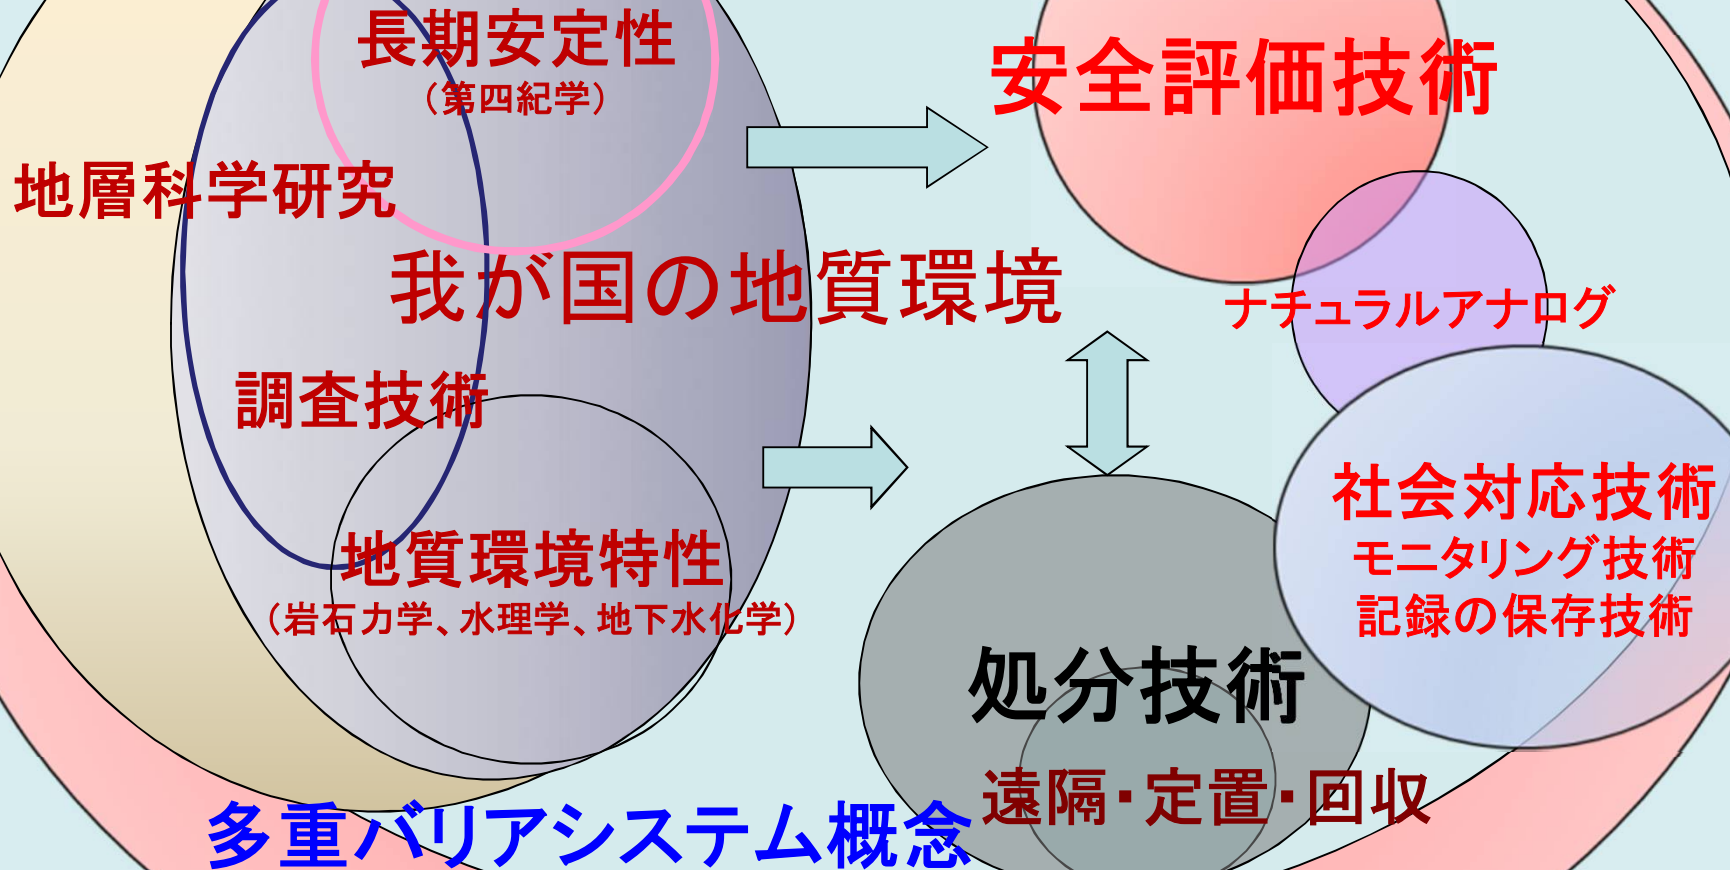 長期安定性
（第四紀学）
安全評価技術
地層科学研究
我が国の地質環境
ナチュラルアナログ
調査技術
社会対応技術
モニタリング技術
記録の保存技術
地質環境特性
（岩石力学、水理学、地下水化学）
処分技術
遠隔・定置・回収
多重バリアシステム概念